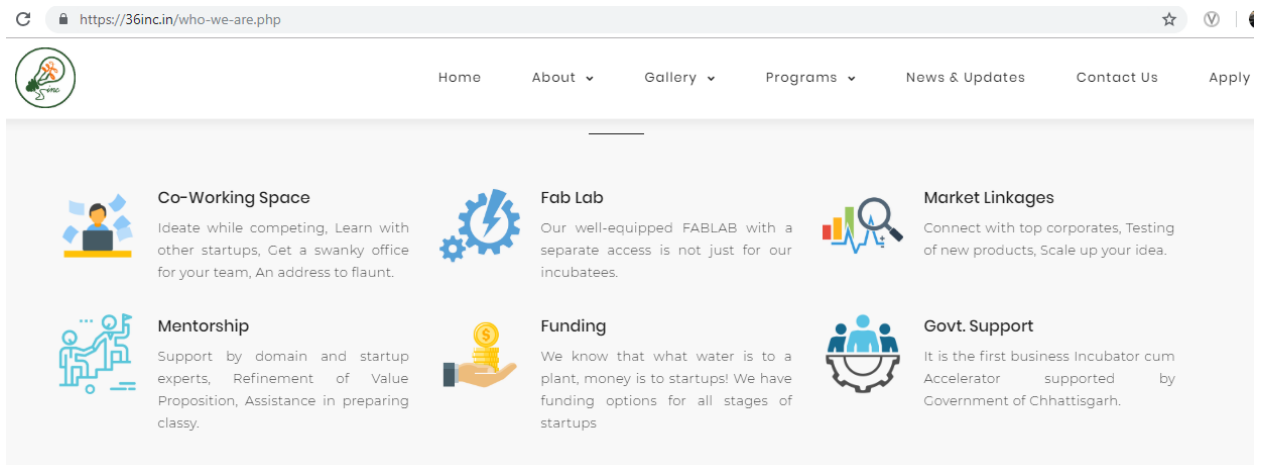 https://36inc.in/who-we-are.php
inc
Home About Gallery Programs News & Updates Contact Us Apply
Co-Working Space
Ideate while competing, Learn with
other startups, Get a swanky office
for your team, An address to flaunt.
Fab Lab
Our well-equipped FABLAB with a
separate access is not just for our
incubatees.
Market Linkages
Connect with top corporates, Testing
of new products, Scale up your idea.
Mentorship
Support by domain and startup
experts, Refinement of Value
Proposition, Assistance in preparing
classy.
Funding
We know that what water is to a
plant, money is to startups! We have
funding options for all stages of
startups
Govt. Support
It is the first business Incubator cum
Accelerator supported by
Government of Chhattisgarh.